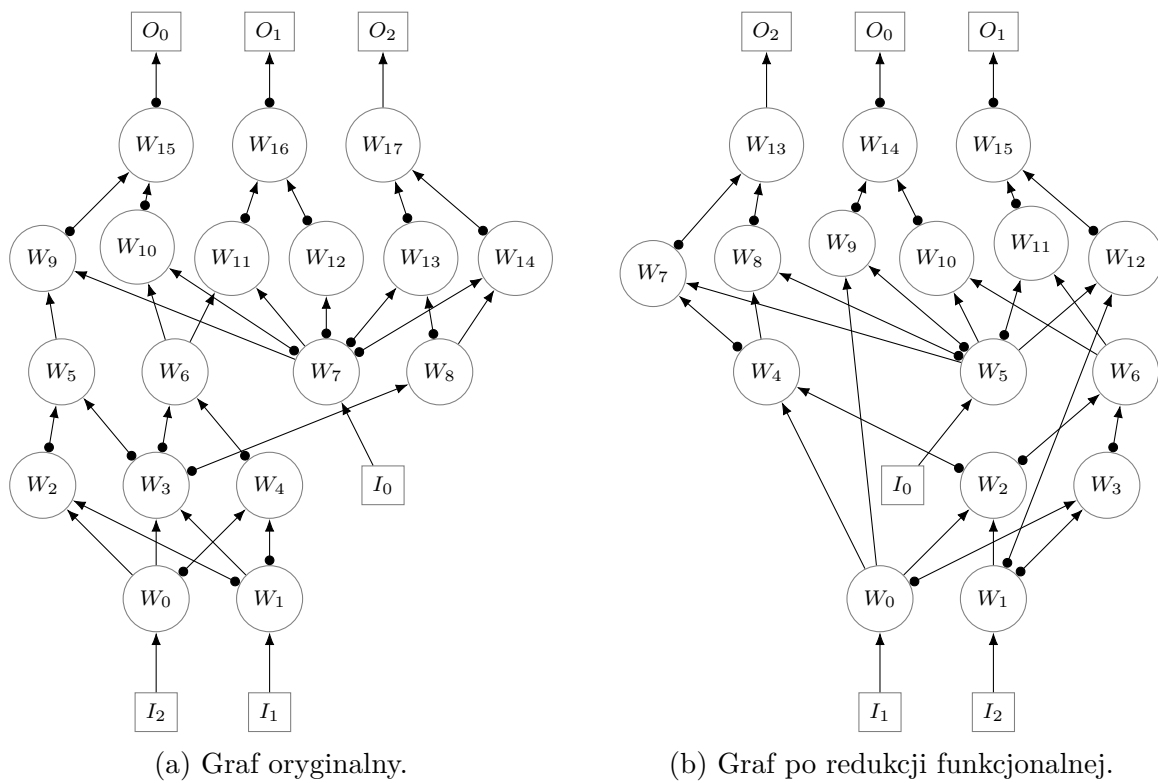 O0 O1 O2
W15 W16 W17
W9 W10 W11 W12 W13 W14
W5 W6 W7 W8
W2 W3 W4 I0
W0 W1
I2 I1
(a) Graf oryginalny.
O2 O0 O1
W13 W14 W15
W7 W8 W9 W10 W11 W12
W4 W5 W6
I0 W2 W3
W0 W1
I1 I2
(b) Graf po redukcji funkcjonalnej.